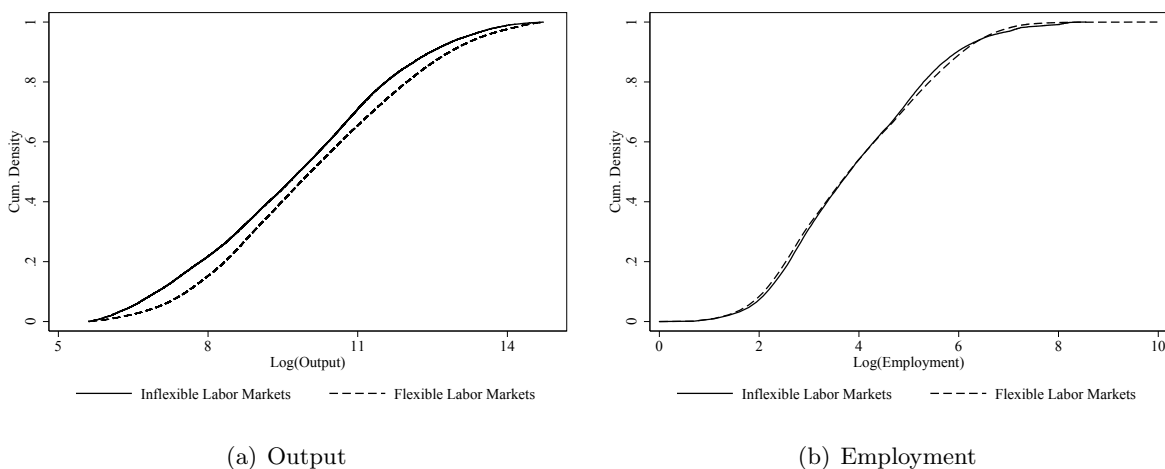 Cum. Density
0
.2
.4
.6
.8
1
5
8
11
14
Log(Output)
Inflexible Labor Markets
Flexible Labor Markets
(a) Output
Cum. Density
0
.2
.4
.6
.8
1
0
2
4
6
8
10
Log(Employment)
Inflexible Labor Markets
Flexible Labor Markets
(b) Employment